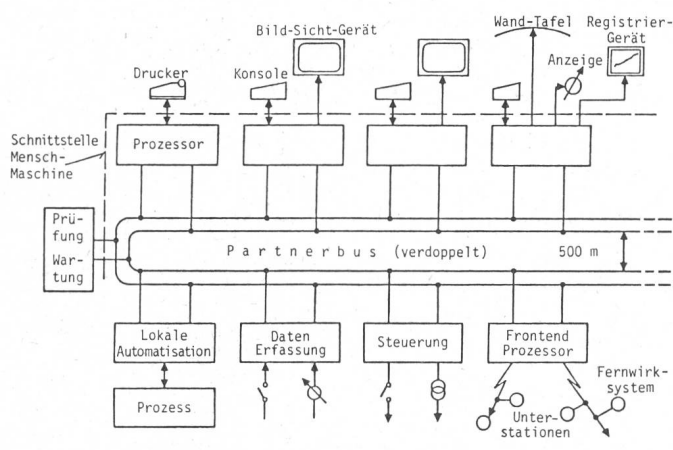 Wand-Tafel
Registrier-
Gerät
Bild-Sicht-Gerät
Anzeige
Drucker
Konsole
Schnittstelle
Mensch-
Maschine
Prozessor
Prü-
fung
War-
tung
Partnerbus (verdoppelt)
500 m
Lokale
Automatisation
Daten
Erfassung
Steuerung
Frontend
Prozessor
Prozess
Fernwirk-
system
Unter-
stationen